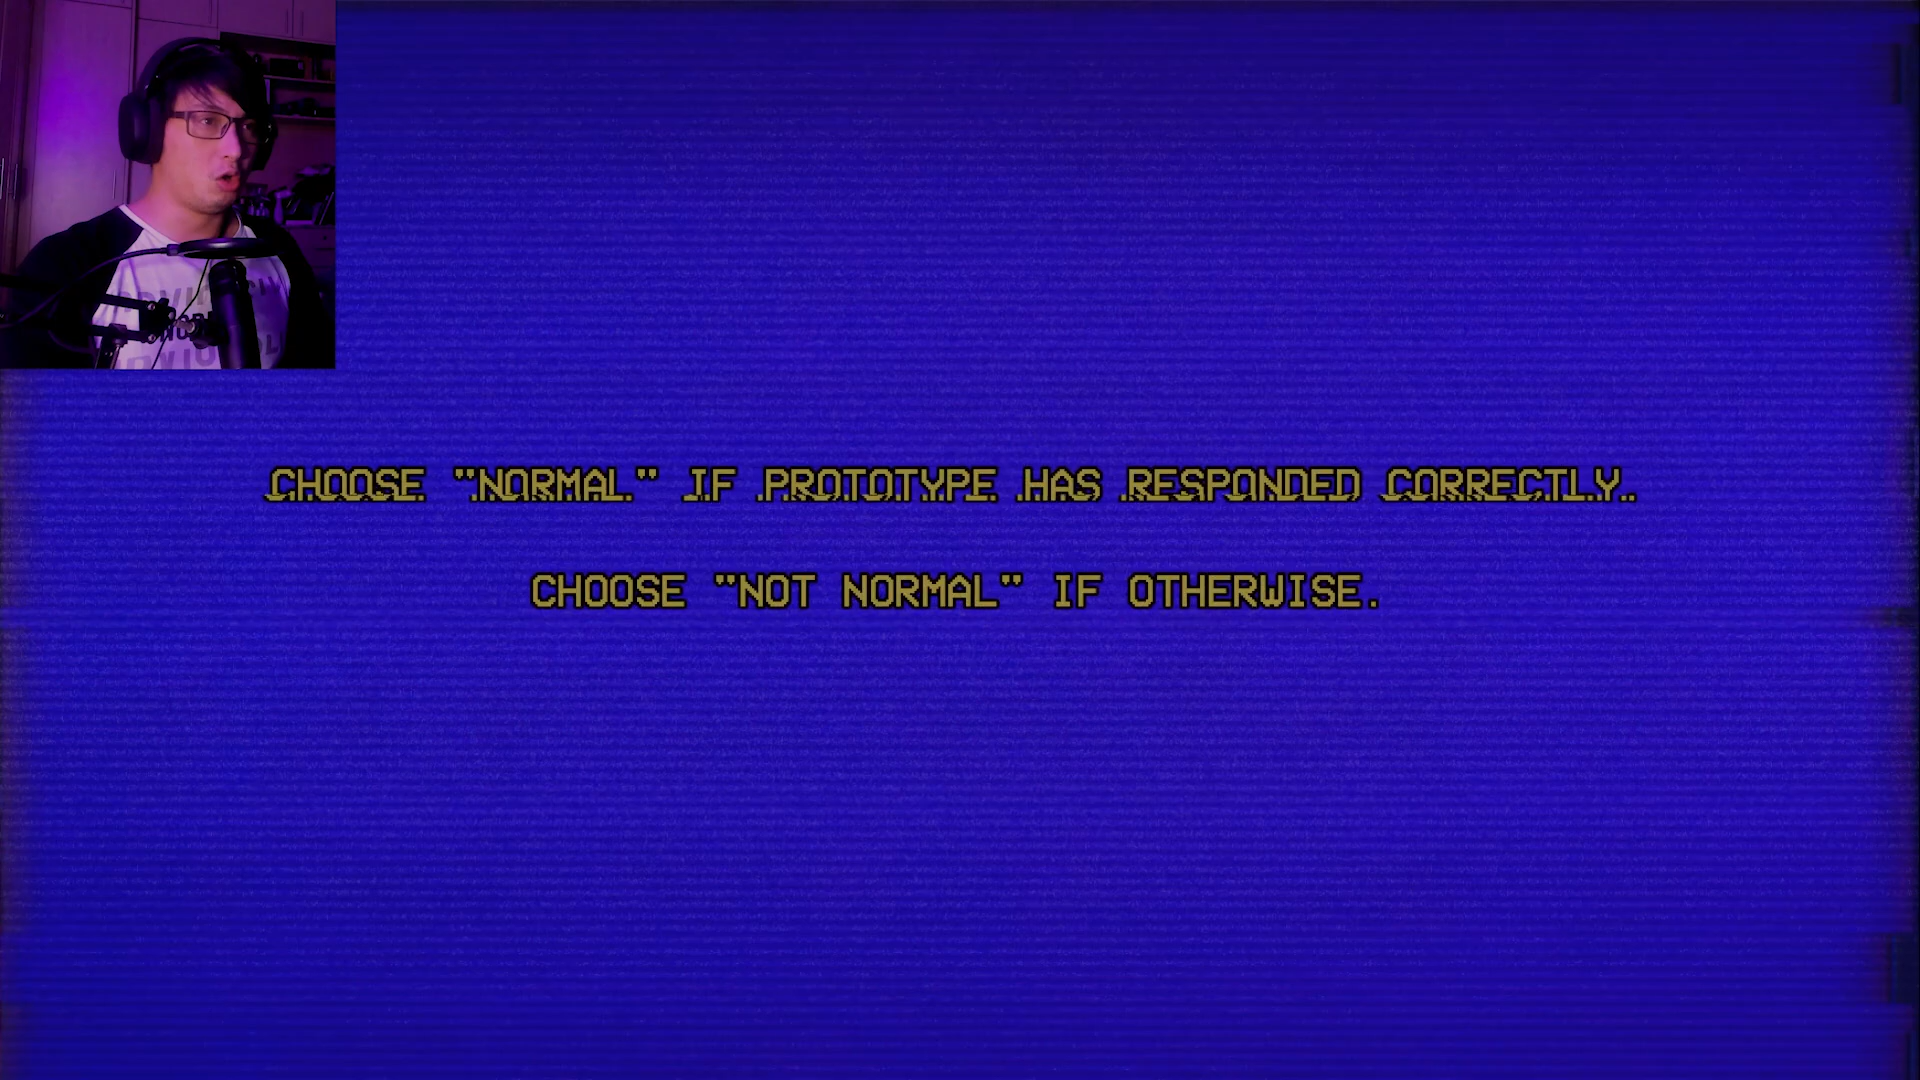 CHOOSE "NORMAL" IF PROTOTYPE HAS RESPONDED CORRECTLY.
CHOOSE "NOT NORMAL" IF OTHERWISE.